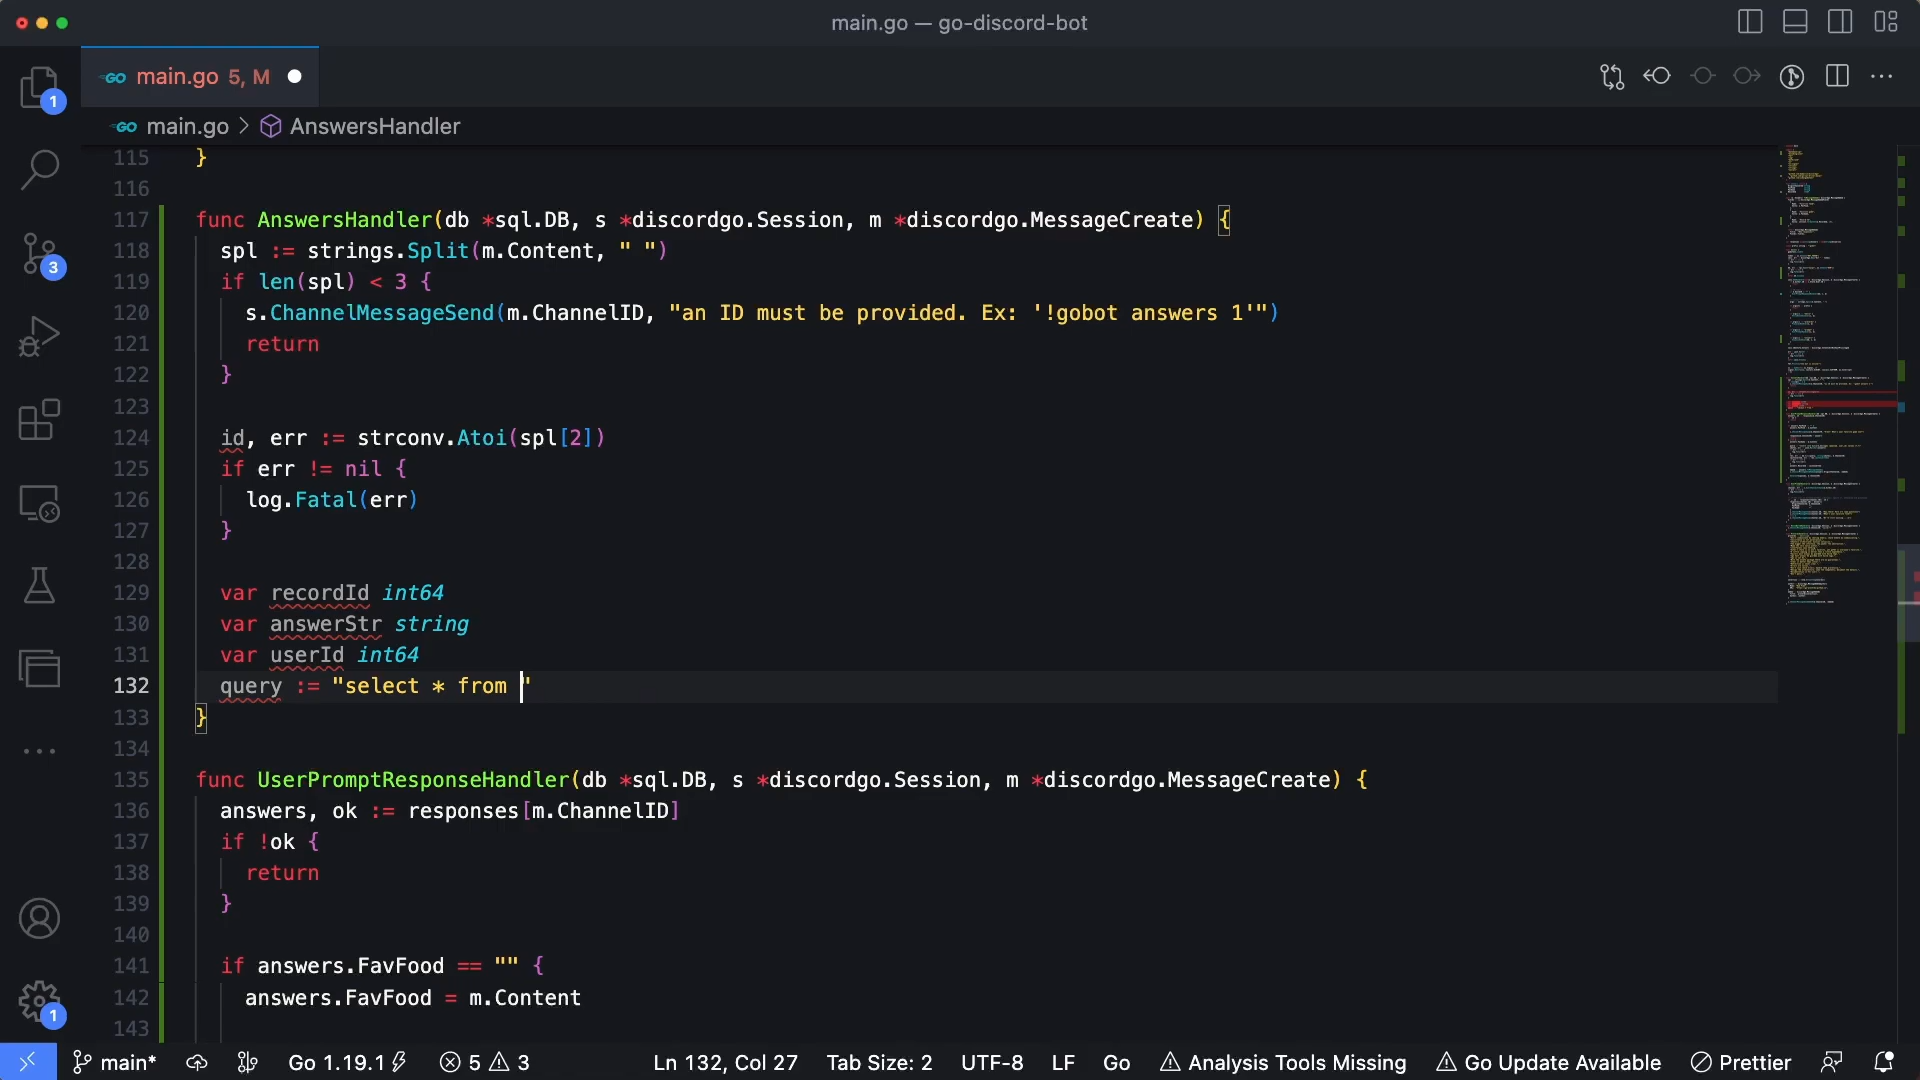 main.go — go-discord-bot
GO main.go 5, M
1
GO main.go > AnswersHandler
115 }
116
117 func AnswersHandler(db *sql.DB, s *discordgo.Session, m *discordgo.MessageCreate) {
118 spl := strings.Split(m.Content, " ")
119 if len(spl) < 3 {
120 s.ChannelMessageSend(m.ChannelID, "an ID must be provided. Ex: '!gobot answers 1'")
121 return
122 }
123
124 id, err := strconv.Atoi(spl[2])
125 if err != nil {
126 log.Fatal(err)
127 }
128
129 var recordId int64
130 var answerStr string
131 var userId int64
132 query := "select * from "
133 }
134
135 func UserPromptResponseHandler(db *sql.DB, s *discordgo.Session, m *discordgo.MessageCreate) {
136 answers, ok := responses[m.ChannelID]
137 if !ok {
138 return
139 }
140
141 if answers.FavFood == "" {
142 answers.FavFood = m.Content
143
3
1
main* Go 1.19.1 5 3 Ln 132, Col 27 Tab Size: 2 UTF-8 LF Go Analysis Tools Missing Go Update Available Prettier